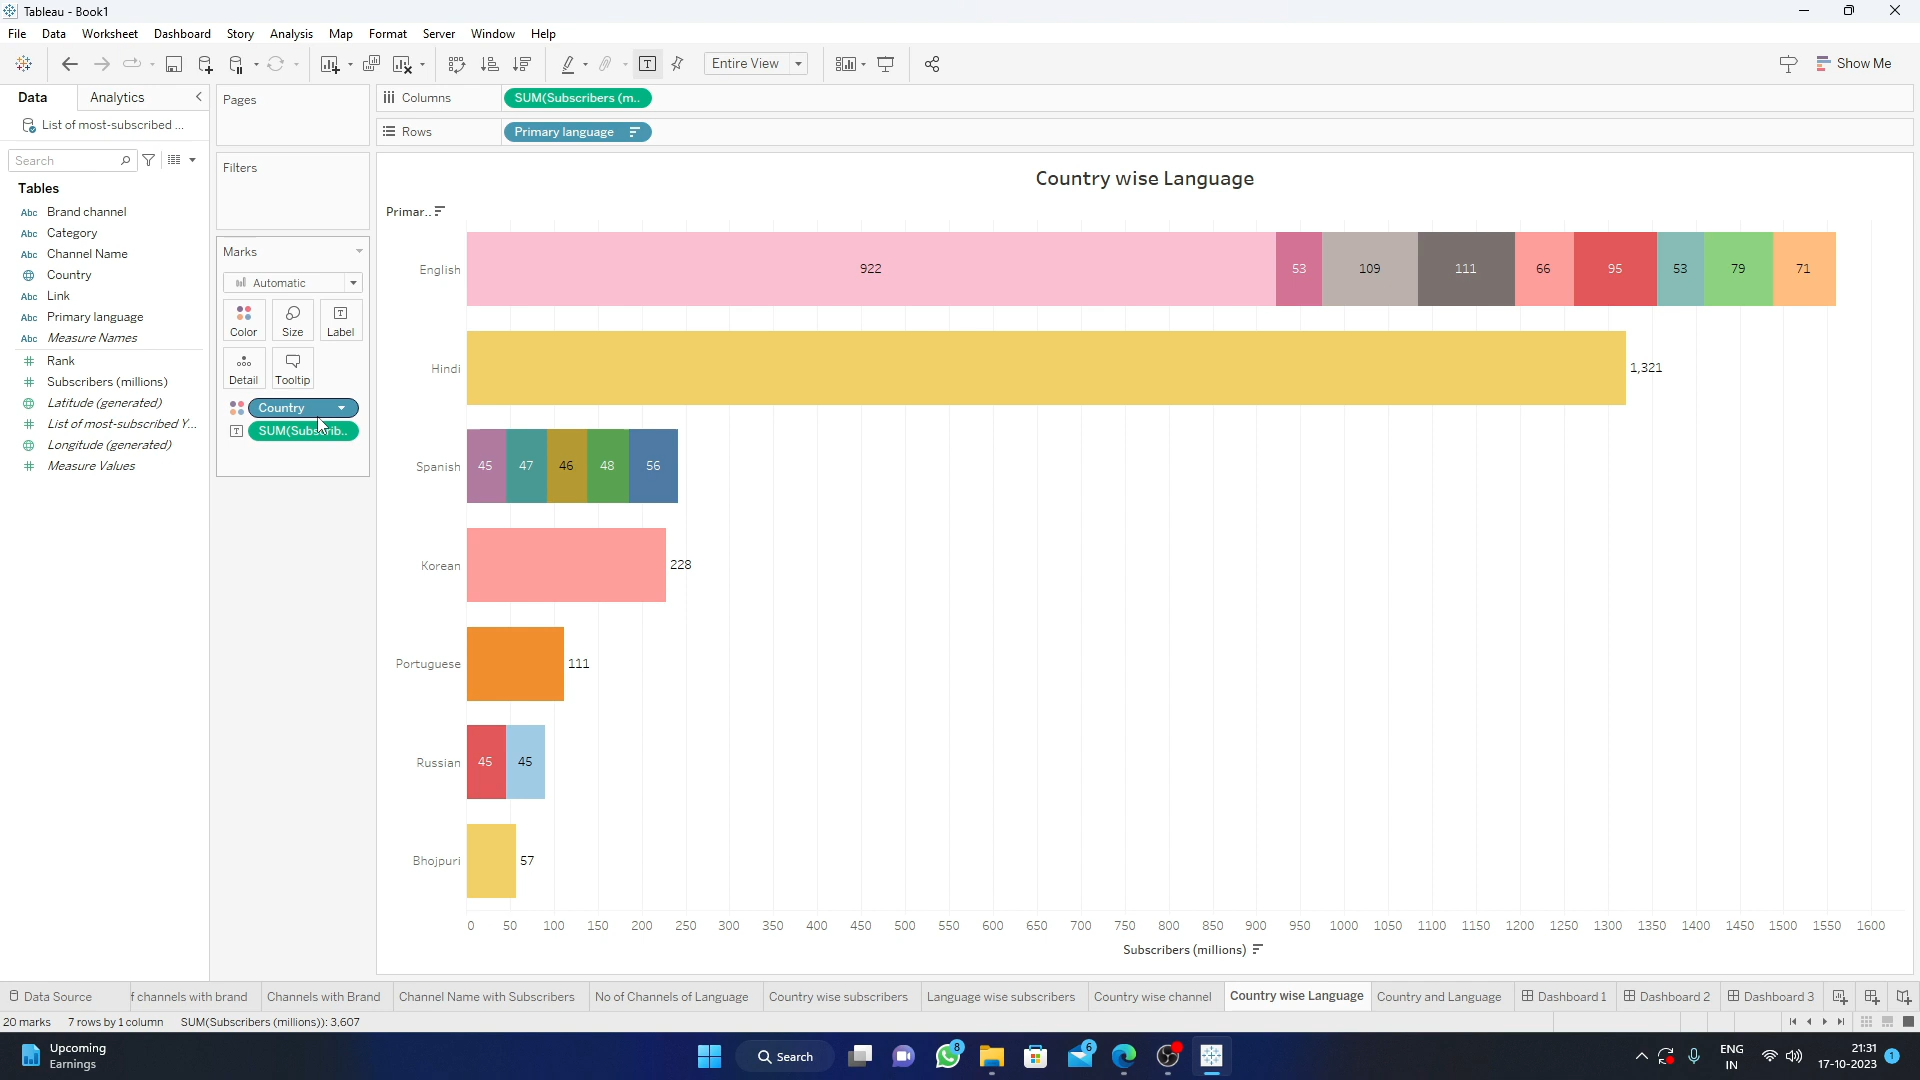 Tableau - Book1
File Data Worksheet Dashboard Story Analysis Map Format Server Window Help
Entire View
Show Me
Data Analytics
List of most-subscribed ...
Search
Tables
Abc Brand channel
Abc Category
Abc Channel Name
Country
Abc Link
Abc Primary language
Abc Measure Names
# Rank
# Subscribers (millions)
Latitude (generated)
# List of most-subscribed Y...
Longitude (generated)
# Measure Values
Pages
Filters
Marks
Automatic
Color Size Label
Detail Tooltip
Country
SUM(Subscrib..
Columns SUM(Subscribers (m..
Rows Primary language
Country wise Language
Primar..
English 922 53 109 111 66 95 53 79 71
Hindi 1,321
Spanish 45 47 46 48 56
Korean 228
Portuguese 111
Russian 45 45
Bhojpuri 57
0 50 100 150 200 250 300 350 400 450 500 550 600 650 700 750 800 850 900 950 1000 1050 1100 1150 1200 1250 1300 1350 1400 1450 1500 1550 1600
Subscribers (millions)
Data Source f channels with brand Channels with Brand Channel Name with Subscribers No of Channels of Language Country wise subscribers Language wise subscribers Country wise channel Country wise Language Country and Language Dashboard 1 Dashboard 2 Dashboard 3
20 marks 7 rows by 1 column SUM(Subscribers (millions)): 3,607
Upcoming
Earnings
Search
8
6
ENG
IN
21:31
17-10-2023
1